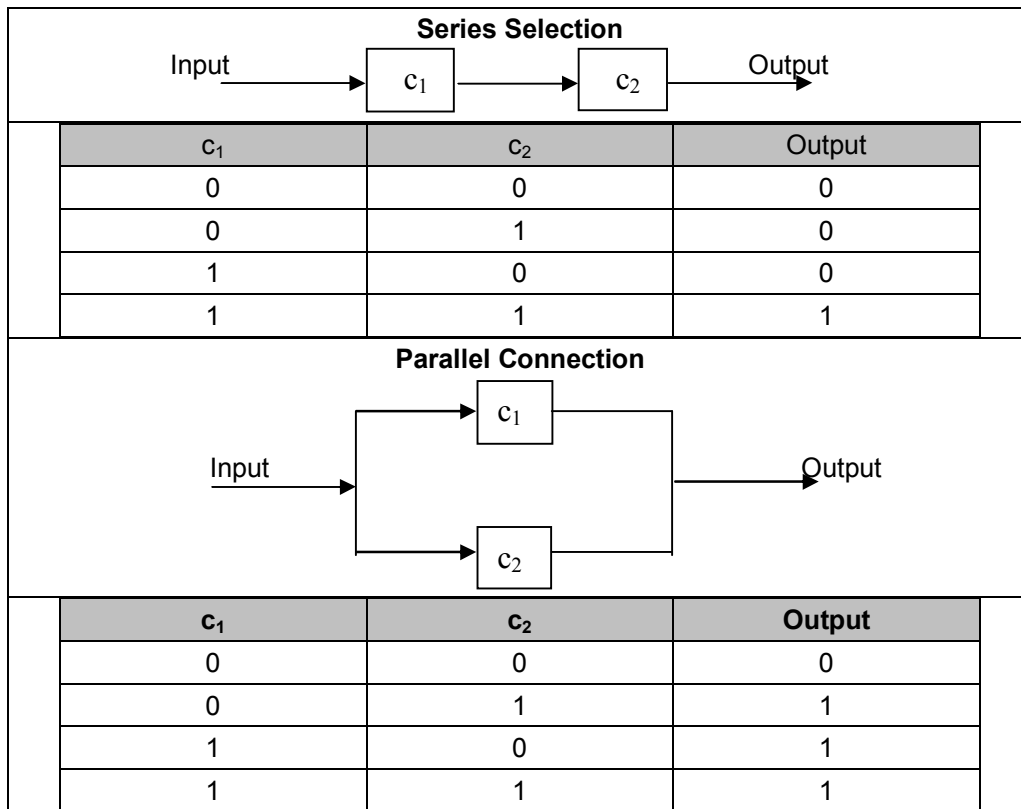 Series Selection
Input c₁ c₂ Output
c₁ c₂ Output
0 0 0
0 1 0
1 0 0
1 1 1
Parallel Connection
c₁
Input Output
c₂
c₁ c₂ Output
0 0 0
0 1 1
1 0 1
1 1 1